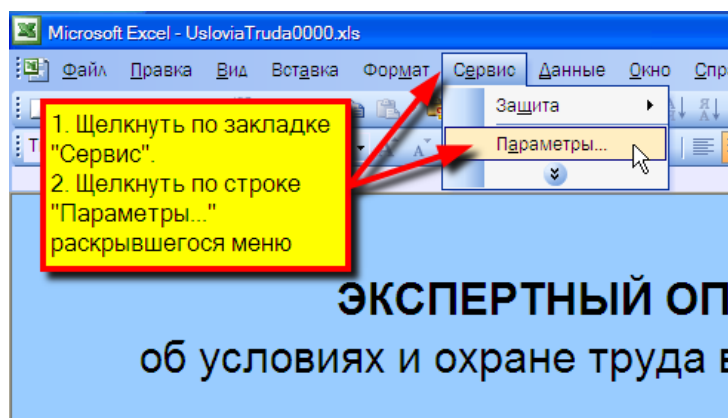 Microsoft Excel - UsloviaTruda0000.xls
Файл Правка Вид Вставка Формат Сервис Данные Окно
Защита
1. Щелкнуть по закладке
"Сервис".
Параметры...
2. Щелкнуть по строке
"Параметры..."
раскрывшегося меню
ЭКСПЕРТНЫЙ ОП
об условиях и охране труда в